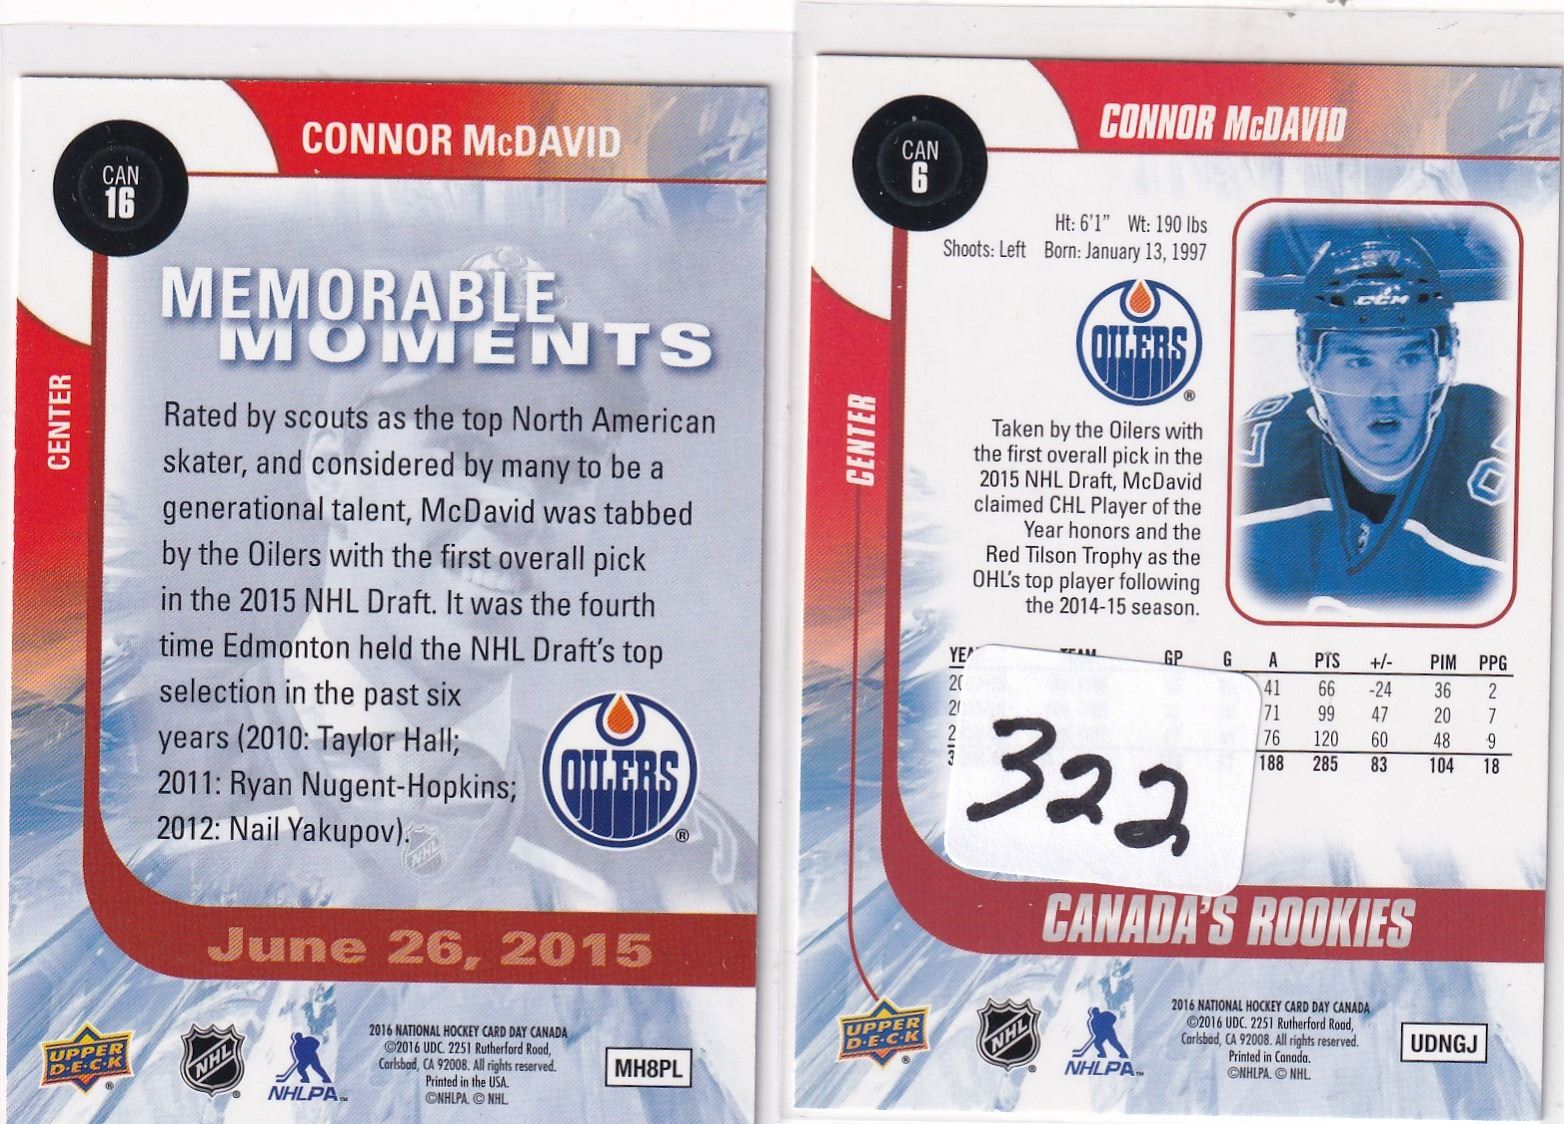 CONNOR McDAVID
CAN
16
MEMORABLE
MOMENTS
CENTER
Rated by scouts as the top North American
skater, and considered by many to be a
generational talent, McDavid was tabbed
by the Oilers with the first overall pick
in the 2015 NHL Draft. It was the fourth
time Edmonton held the NHL Draft's top
selection in the past six
years (2010: Taylor Hall;
2011: Ryan Nugent-Hopkins;
2012: Nail Yakupov).
OILERS
®
NHL
June 26, 2015
UPPER
D·E·C·K
®
NHL
®
NHLPA
2016 NATIONAL HOCKEY CARD DAY CANADA
©2016 UDC. 2251 Rutherford Road,
Carlsbad, CA 92008. All rights reserved.
Printed in the USA.
©NHLPA. © NHL.
MH8PL
CONNOR McDAVID
CAN
6
Ht: 6'1" Wt: 190 lbs
Shoots: Left Born: January 13, 1997
OILERS
®
CCM
CENTER
Taken by the Oilers with
the first overall pick in the
2015 NHL Draft, McDavid
claimed CHL Player of the
Year honors and the
Red Tilson Trophy as the
OHL's top player following
the 2014-15 season.
TEAM GP G A PTS +/- PIM PPG
41 66 -24 36 2
71 99 47 20 7
76 120 60 48 9
188 285 83 104 18
322
CANADA'S ROOKIES
UPPER
D·E·C·K
®
NHL
®
NHLPA
2016 NATIONAL HOCKEY CARD DAY CANADA
©2016 UDC. 2251 Rutherford Road,
Carlsbad, CA 92008. All rights reserved.
Printed in Canada.
©NHLPA. © NHL.
UDNGJ